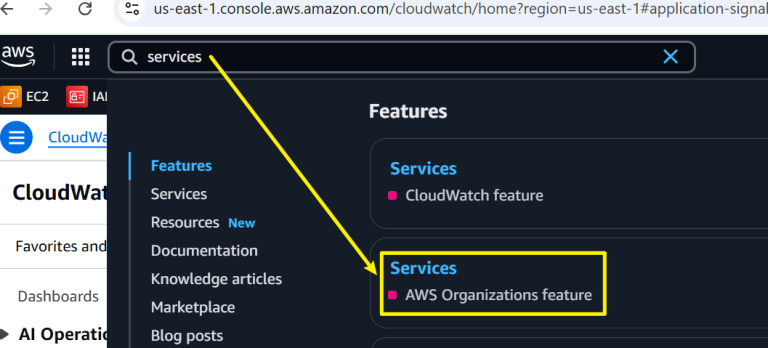 us-east-1.console.aws.amazon.com/cloudwatch/home?region=us-east-1#application-signal
aws
services
EC2
Features
CloudWa
Services
Features
CloudWatch feature
CloudWat
Services
Resources New
Documentation
Services
Favorites and
Knowledge articles
AWS Organizations feature
Dashboards
Marketplace
AI Operatio
Blog posts